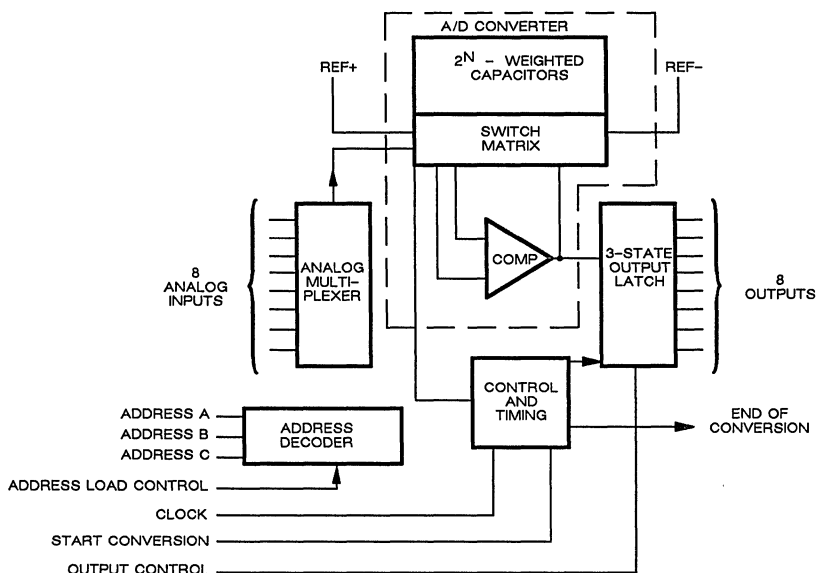 A/D CONVERTER
2N - WEIGHTED
CAPACITORS
REF+
REF-
SWITCH
MATRIX
8
ANALOG
INPUTS
ANALOG
MULTI-
PLEXER
COMP
3-STATE
OUTPUT
LATCH
8
OUTPUTS
CONTROL
AND
TIMING
END OF
CONVERSION
ADDRESS A
ADDRESS B
ADDRESS C
ADDRESS
DECODER
ADDRESS LOAD CONTROL
CLOCK
START CONVERSION
OUTPUT CONTROL